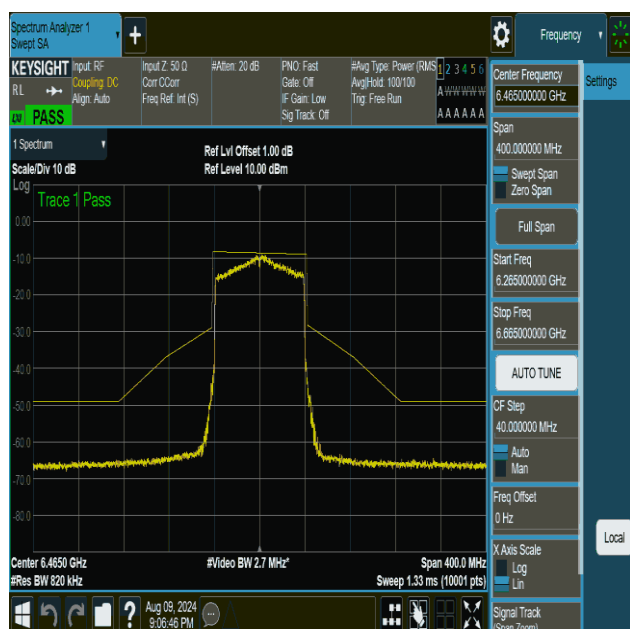 Spectrum Analyzer 1
Swept SA
Frequency
KEYSIGHT
RL
LXI
PASS
Input: RF
Coupling: DC
Align: Auto
Input Z: 50 Ω
Corr CCorr
Freq Ref: Int (S)
#Atten: 20 dB
PNO: Fast
Gate: Off
IF Gain: Low
Sig Track: Off
#Avg Type: Power (RMS
Avg|Hold: 100/100
Trig: Free Run
1 2 3 4 5 6
A W W W W W
A A A A A A
1 Spectrum
Scale/Div 10 dB
Ref Lvl Offset 1.00 dB
Ref Level 10.00 dBm
Log
Trace 1 Pass
0.00
-10.0
-20.0
-30.0
-40.0
-50.0
-60.0
-70.0
-80.0
Center 6.4650 GHz
#Video BW 2.7 MHz*
Span 400.0 MHz
#Res BW 820 kHz
Sweep 1.33 ms (10001 pts)
Aug 09, 2024
9:06:46 PM
Center Frequency
6.465000000 GHz
Settings
Span
400.000000 MHz
Swept Span
Zero Span
Full Span
Start Freq
6.265000000 GHz
Stop Freq
6.665000000 GHz
AUTO TUNE
CF Step
40.000000 MHz
Auto
Man
Freq Offset
0 Hz
Local
X Axis Scale
Log
Lin
Signal Track
(Span Zoom)